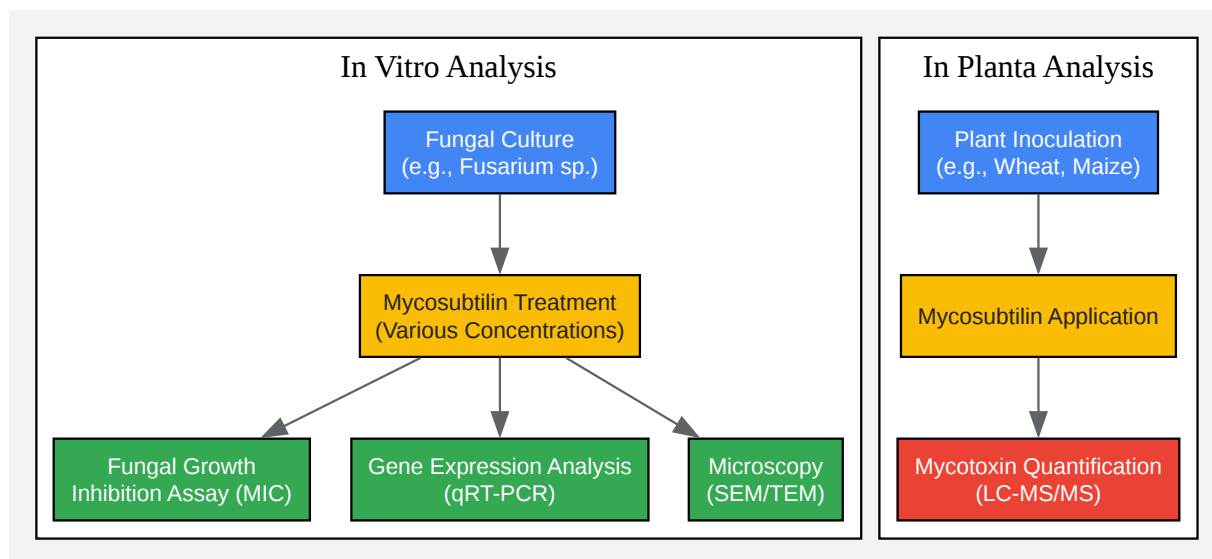 In Vitro Analysis
Fungal Culture
(e.g., Fusarium sp.)
Mycosubtilin Treatment
(Various Concentrations)
Fungal Growth
Inhibition Assay (MIC)
Gene Expression Analysis
(qRT-PCR)
Microscopy
(SEM/TEM)
In Planta Analysis
Plant Inoculation
(e.g., Wheat, Maize)
Mycosubtilin Application
Mycotoxin Quantification
(LC-MS/MS)